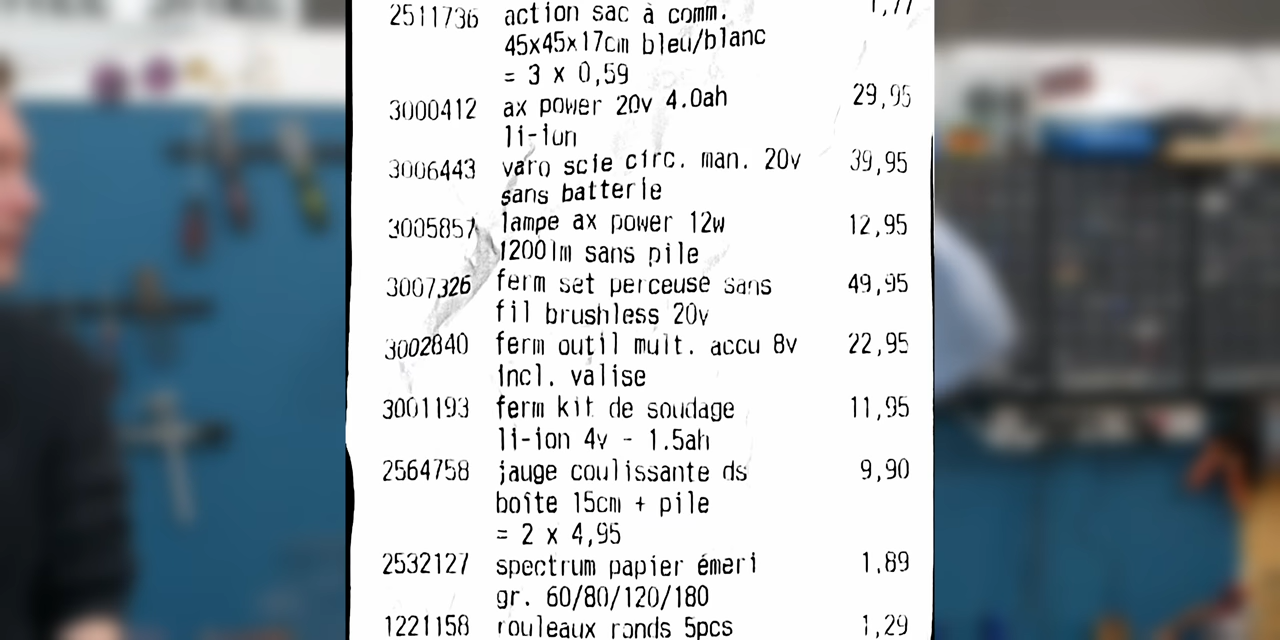 2511736 action sac à comm. 1,77
45x45x17cm bleu/blanc
= 3 x 0,59
3000412 ax power 20v 4.0ah 29,95
li-ion
3006443 varo scie circ. man. 20v 39,95
sans batterie
3005857 lampe ax power 12w 12,95
1200lm sans pile
3007326 ferm set perceuse sans 49,95
fil brushless 20v
3002840 ferm outil mult. accu 8v 22,95
incl. valise
3001193 ferm kit de soudage 11,95
li-ion 4v - 1.5ah
2564758 jauge coulissante ds 9,90
boîte 15cm + pile
= 2 x 4,95
2532127 spectrum papier émeri 1,89
gr. 60/80/120/180
1221158 rouleaux ronds 5pcs 1,29